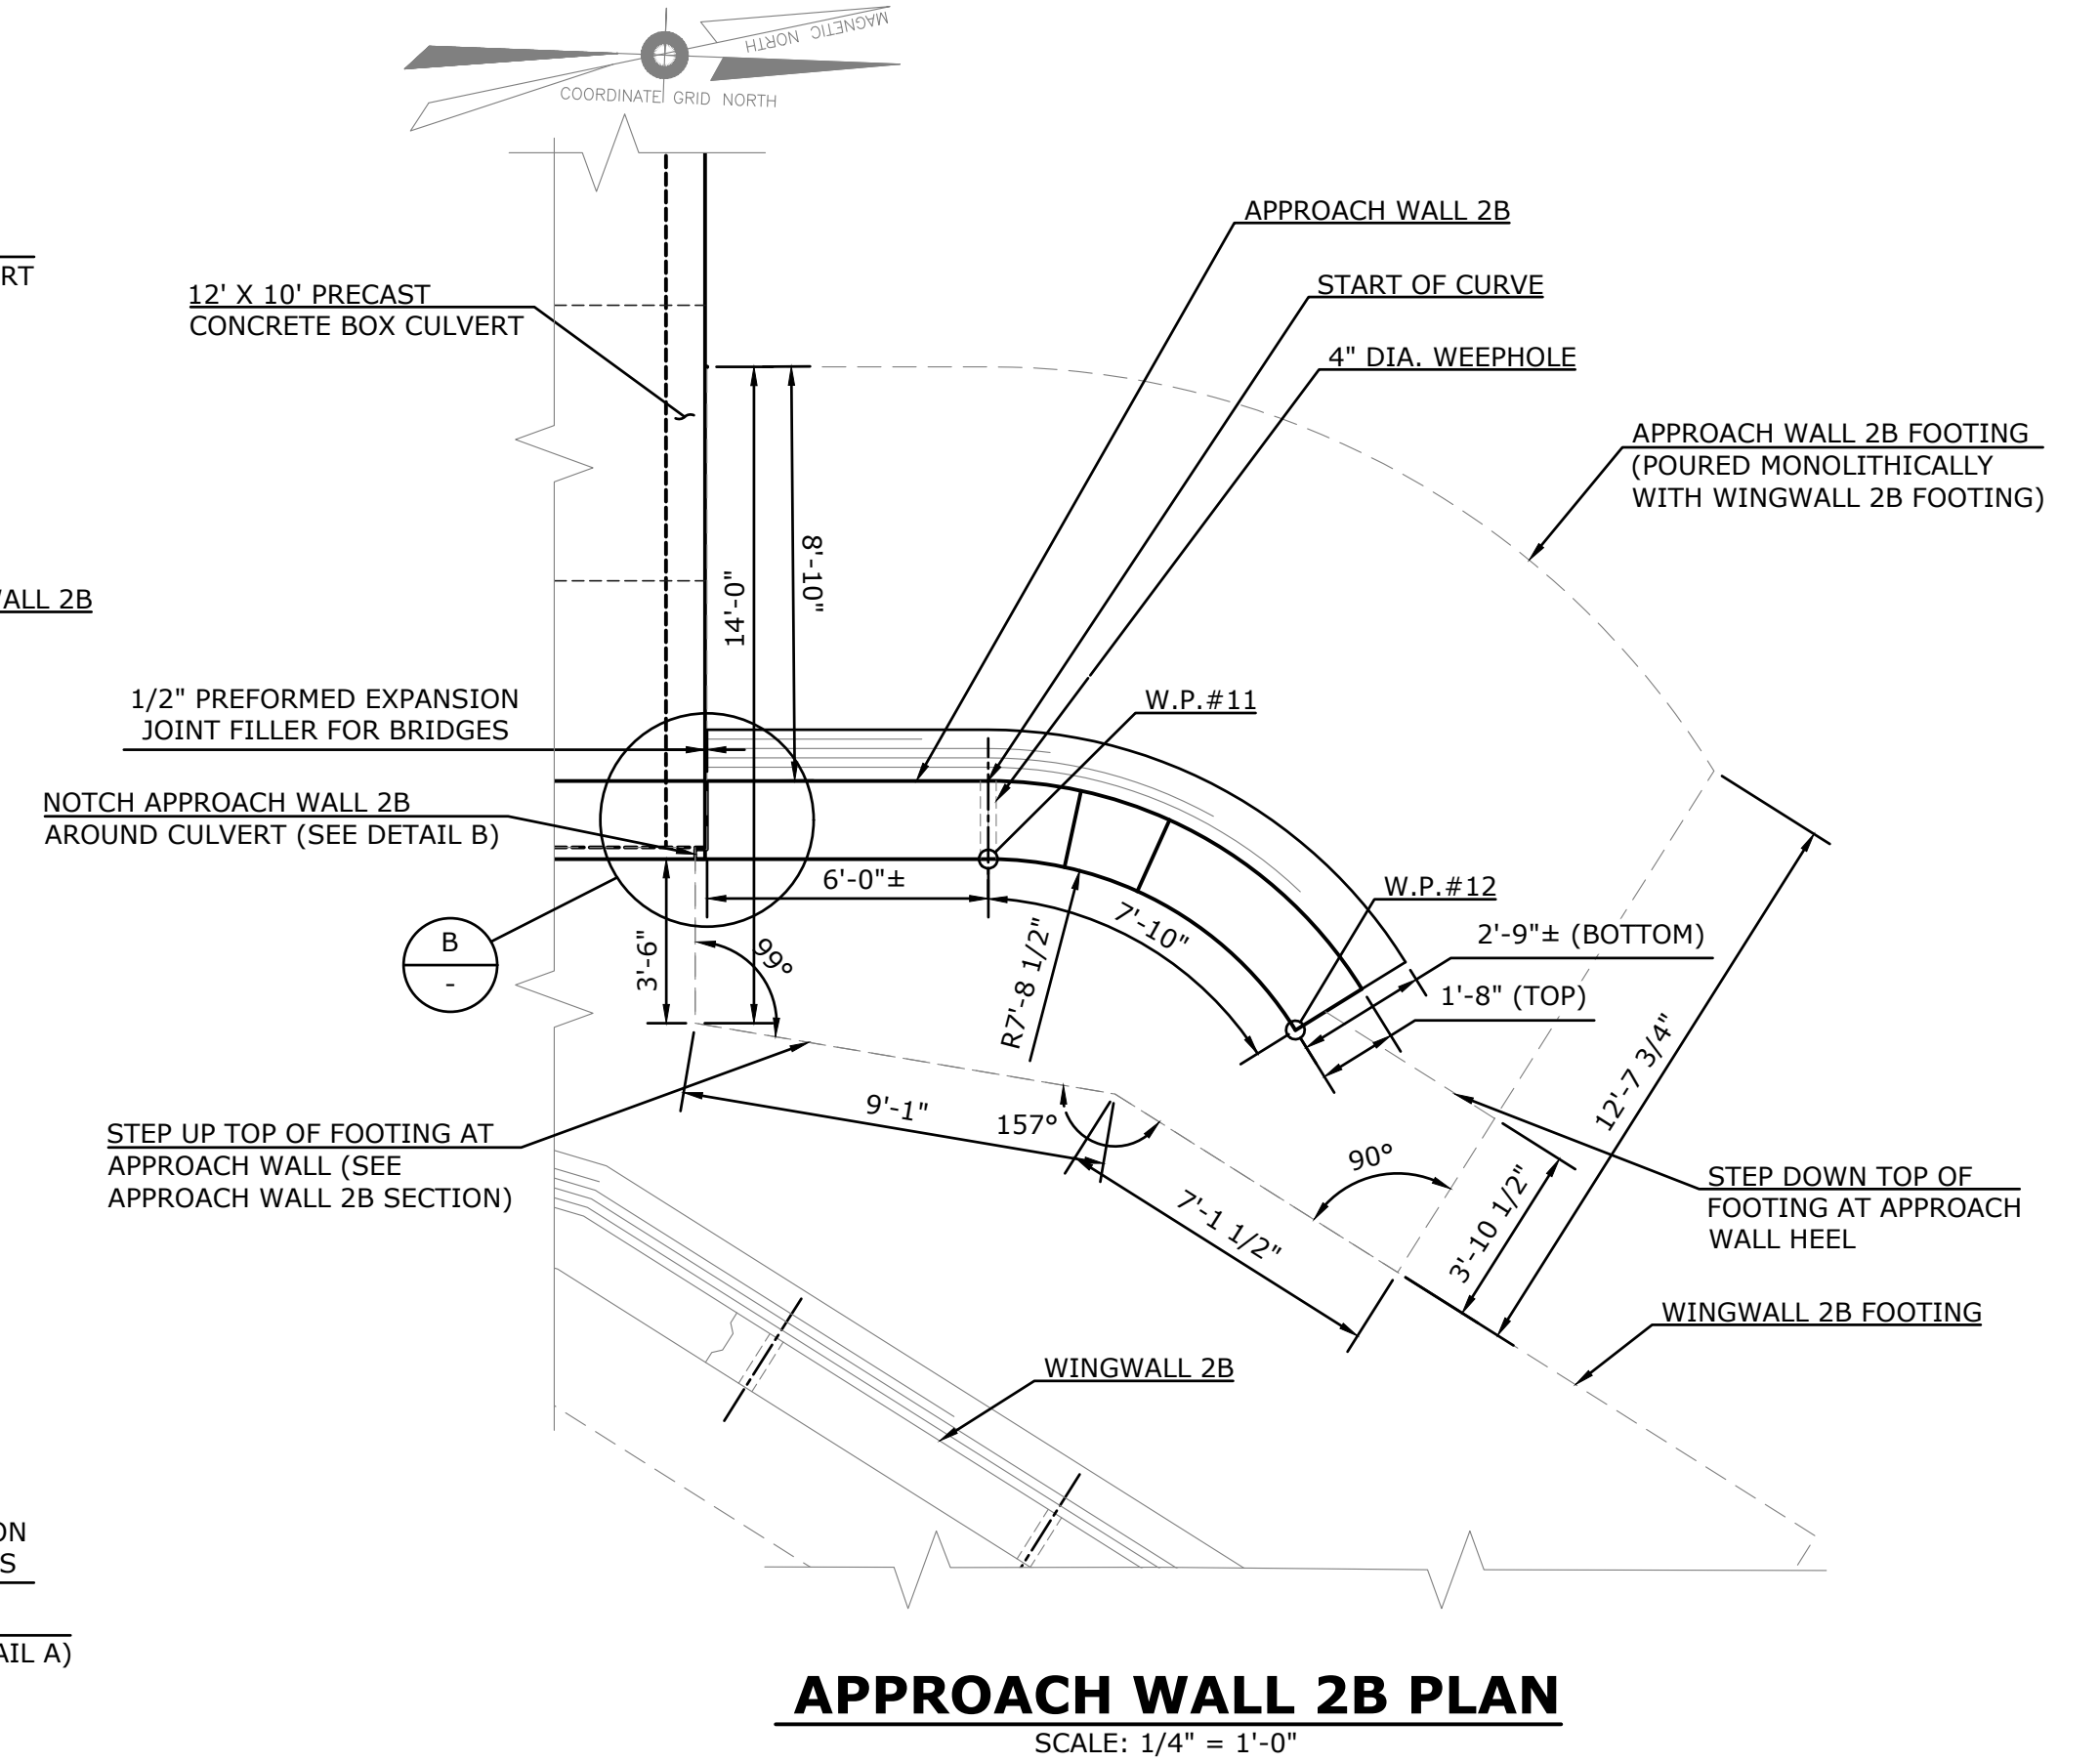 MAGNETIC NORTH
COORDINATE GRID NORTH
RT
12' X 10' PRECAST
CONCRETE BOX CULVERT
APPROACH WALL 2B
START OF CURVE
4" DIA. WEEPHOLE
APPROACH WALL 2B FOOTING
(POURED MONOLITHICALLY
WITH WINGWALL 2B FOOTING)
8'-10"
14'-0"
WALL 2B
1/2" PREFORMED EXPANSION
JOINT FILLER FOR BRIDGES
W.P.#11
NOTCH APPROACH WALL 2B
AROUND CULVERT (SEE DETAIL B)
6'-0"±
W.P.#12
7'-10"
2'-9"± (BOTTOM)
1'-8" (TOP)
B
-
3'-6"
99°
R7'-8 1/2"
12'-7 3/4"
9'-1"
157°
STEP UP TOP OF FOOTING AT
APPROACH WALL (SEE
APPROACH WALL 2B SECTION)
90°
7'-1 1/2"
3'-10 1/2"
STEP DOWN TOP OF
FOOTING AT APPROACH
WALL HEEL
WINGWALL 2B FOOTING
WINGWALL 2B
ON
S
AIL A)
APPROACH WALL 2B PLAN
SCALE: 1/4" = 1'-0"